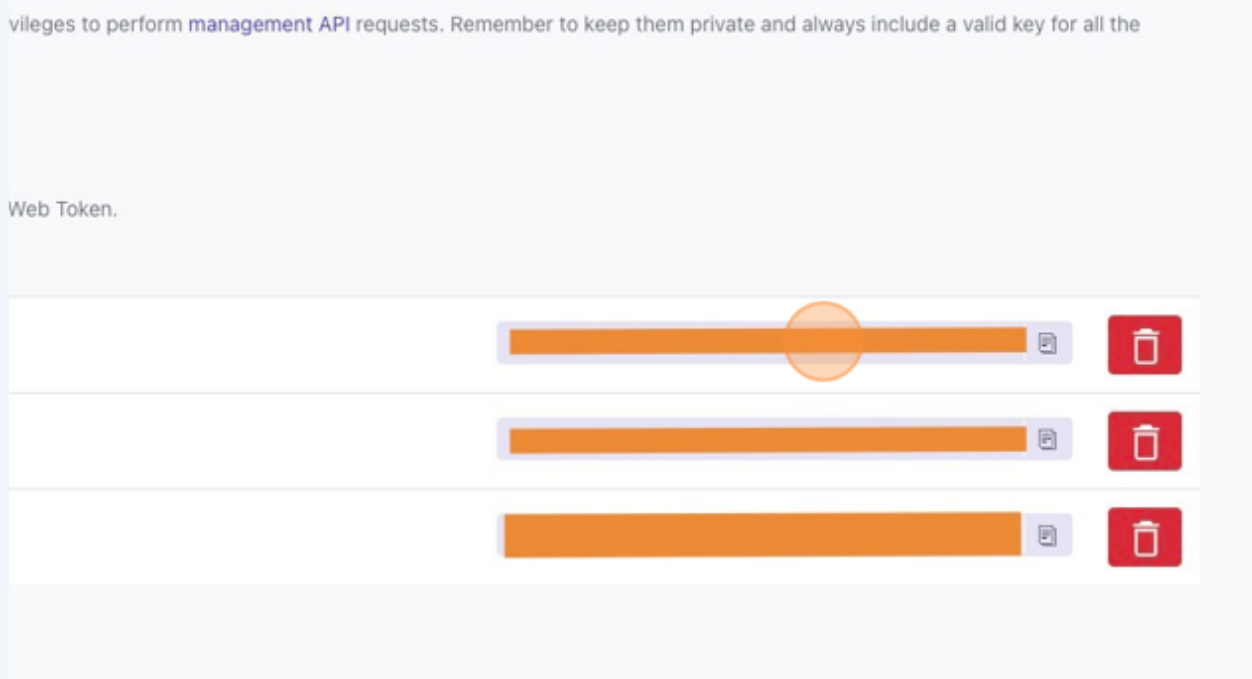 vileges to perform management API requests. Remember to keep them private and always include a valid key for all the
Web Token.